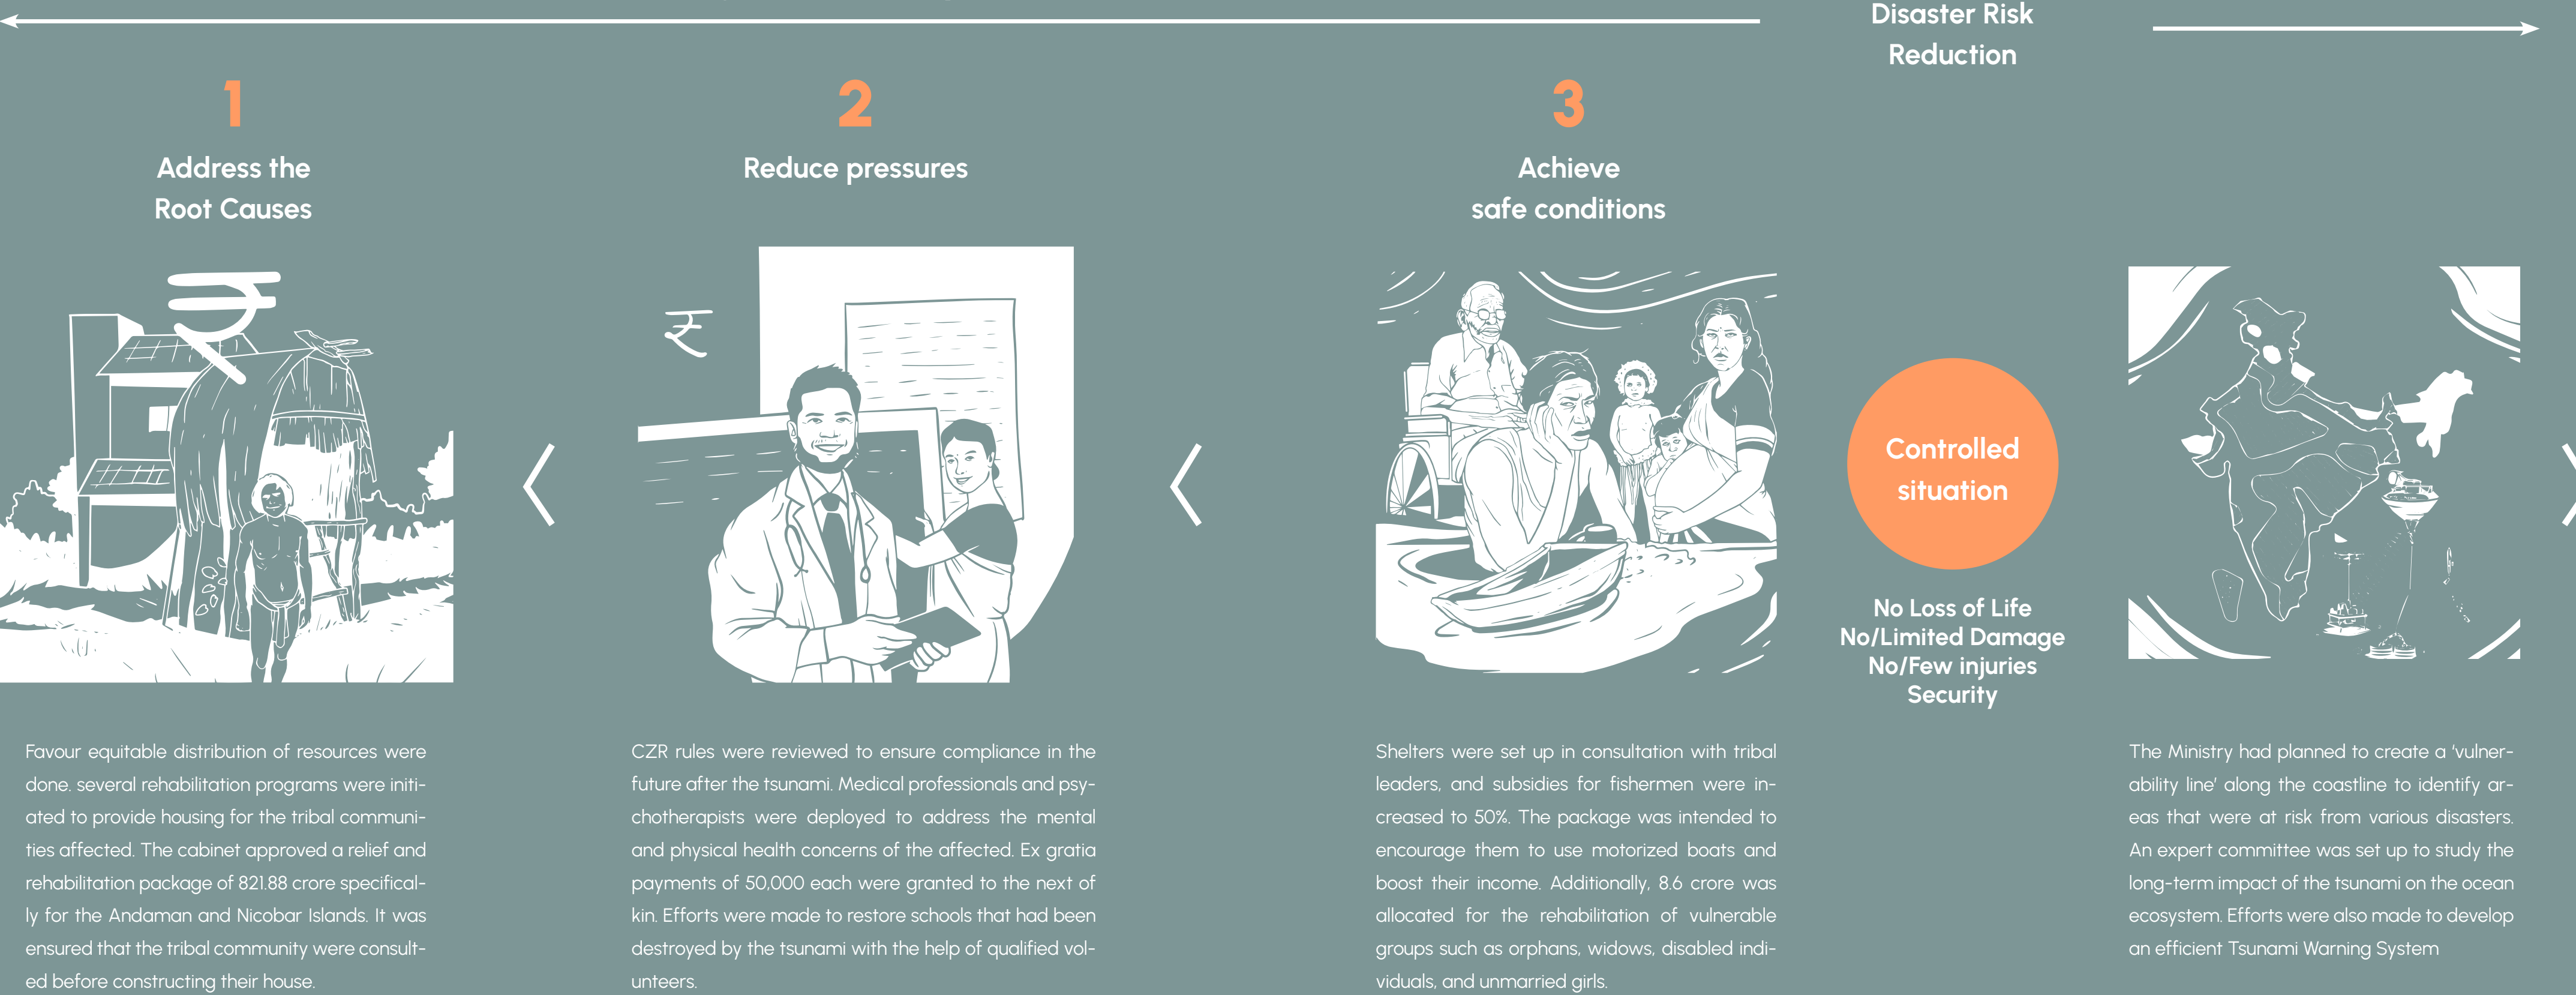 Disaster Risk
Reduction
1
Address the
Root Causes
2
Reduce pressures
3
Achieve
safe conditions
₹
₹
Controlled
situation
No Loss of Life
No/Limited Damage
No/Few injuries
Security
Favour equitable distribution of resources were
done. several rehabilitation programs were initi-
ated to provide housing for the tribal communi-
ties affected. The cabinet approved a relief and
rehabilitation package of 821.88 crore specifical-
ly for the Andaman and Nicobar Islands. It was
ensured that the tribal community were consult-
ed before constructing their house.
CZR rules were reviewed to ensure compliance in the
future after the tsunami. Medical professionals and psy-
chotherapists were deployed to address the mental
and physical health concerns of the affected. Ex gratia
payments of 50,000 each were granted to the next of
kin. Efforts were made to restore schools that had been
destroyed by the tsunami with the help of qualified vol-
unteers.
Shelters were set up in consultation with tribal
leaders, and subsidies for fishermen were in-
creased to 50%. The package was intended to
encourage them to use motorized boats and
boost their income. Additionally, 8.6 crore was
allocated for the rehabilitation of vulnerable
groups such as orphans, widows, disabled indi-
viduals, and unmarried girls.
The Ministry had planned to create a ‘vulner-
ability line’ along the coastline to identify ar-
eas that were at risk from various disasters.
An expert committee was set up to study the
long-term impact of the tsunami on the ocean
ecosystem. Efforts were also made to develop
an efficient Tsunami Warning System